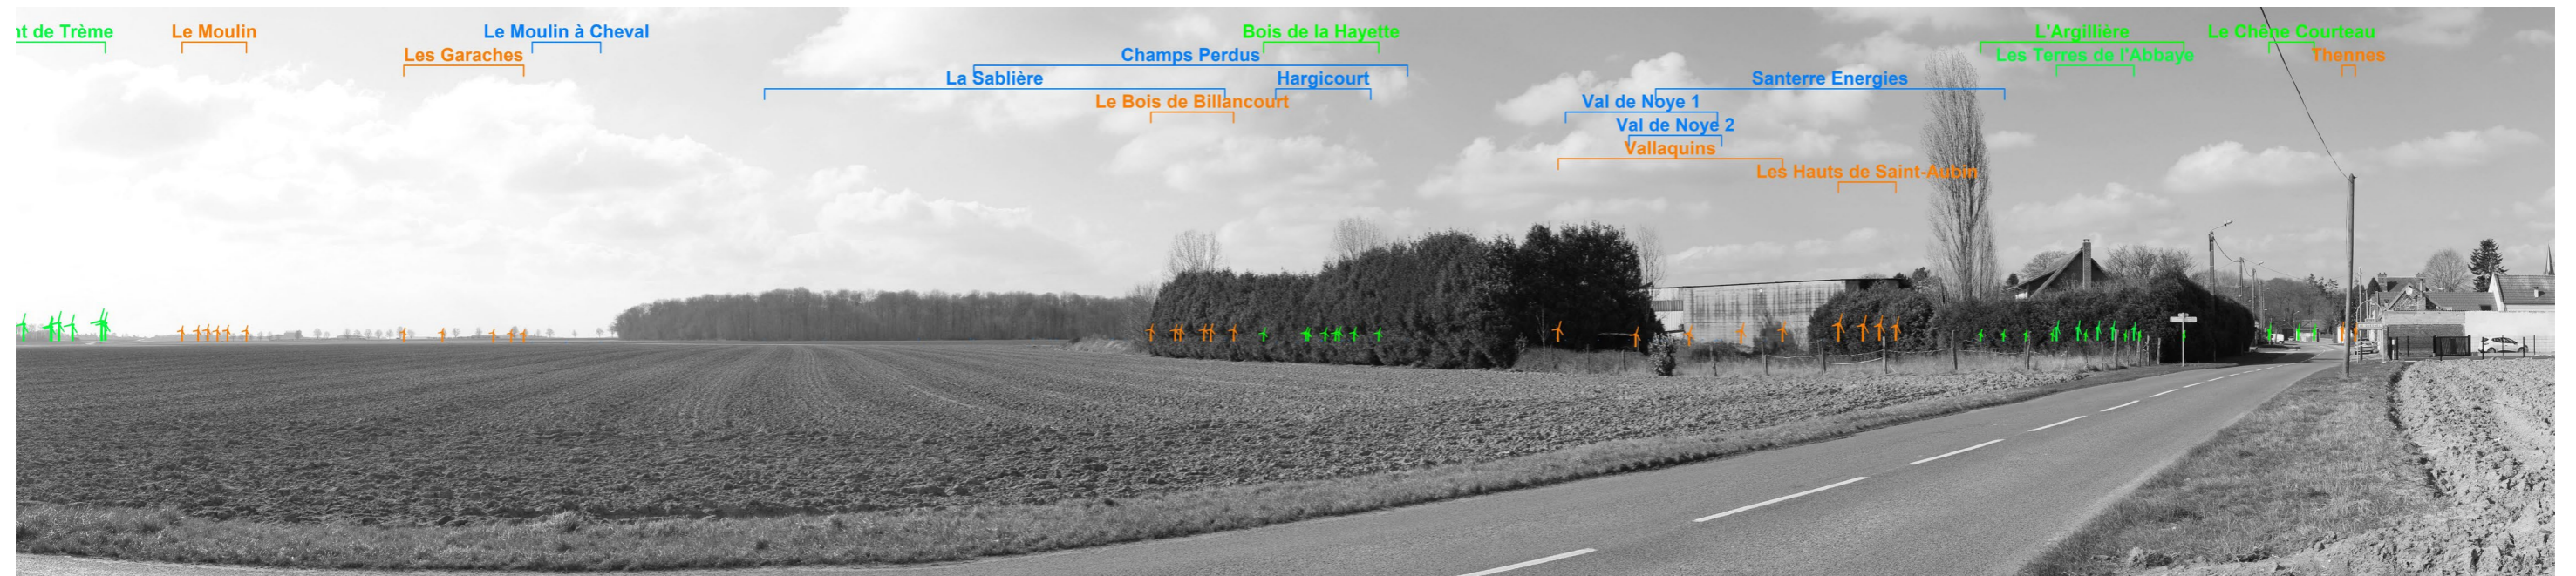 nt de Trème
Le Moulin
Le Moulin à Cheval
Bois de la Hayette
L'Argillière
Le Chêne Courteau
Les Garaches
Champs Perdus
Les Terres de l'Abbaye
Thennes
La Sablière
Hargicourt
Santerre Energies
Le Bois de Billancourt
Val de Noye 1
Val de Noye 2
Vallaquins
Les Hauts de Saint-Aubin